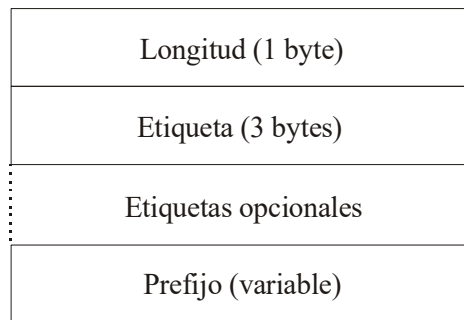 Longitud (1 byte)
Etiqueta (3 bytes)
Etiquetas opcionales
Prefijo (variable)